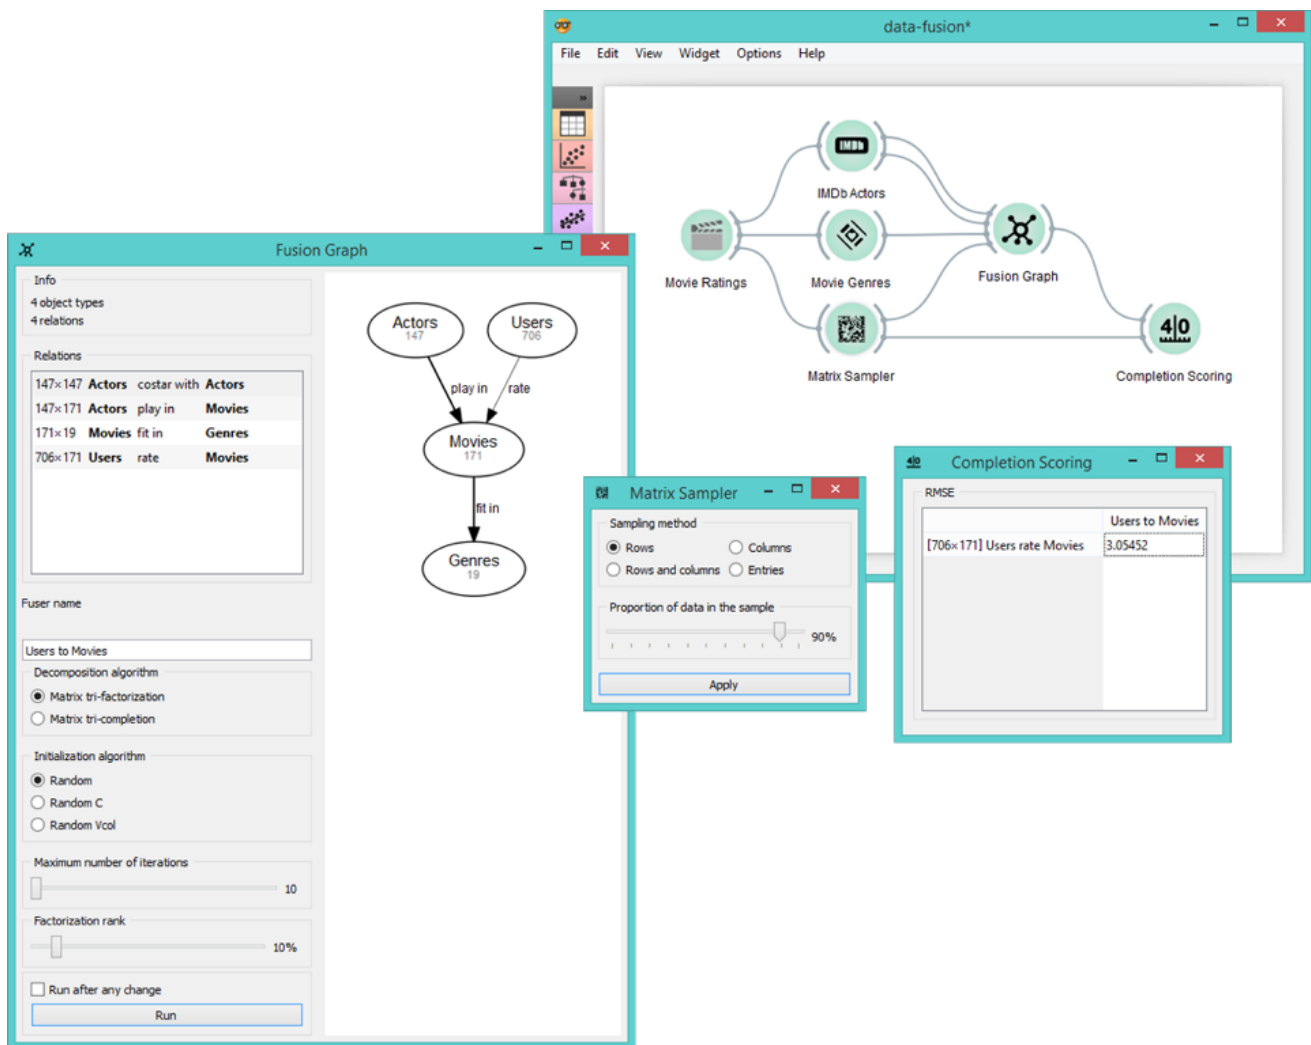 data-fusion*
File Edit View Widget Options Help
»
IMDb
IMDb Actors
Movie Ratings
Movie Genres
Fusion Graph
Matrix Sampler
4|0
Completion Scoring
Fusion Graph
Info
4 object types
4 relations
Relations
147×147 Actors costar with Actors
147×171 Actors play in Movies
171×19 Movies fit in Genres
706×171 Users rate Movies
Fuser name
Users to Movies
Decomposition algorithm
Matrix tri-factorization
Matrix tri-completion
Initialization algorithm
Random
Random C
Random Vcol
Maximum number of iterations
10
Factorization rank
10%
Run after any change
Run
Actors
147
Users
706
play in
rate
Movies
171
fit in
Genres
19
Matrix Sampler
Sampling method
Rows Columns
Rows and columns Entries
Proportion of data in the sample
90%
Apply
4|0
Completion Scoring
RMSE
Users to Movies
[706×171] Users rate Movies 3.05452